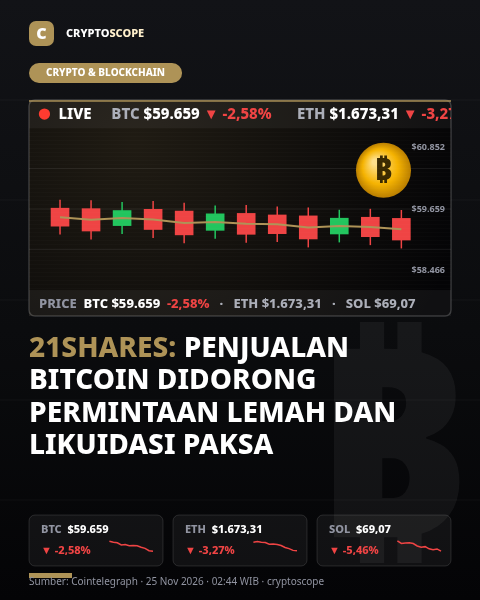 C CRYPTOSCOPE
CRYPTO & BLOCKCHAIN
LIVE BTC $59.659 ▼ -2,58% ETH $1.673,31 ▼ -3,27
$60.852
$59.659
$58.466
PRICE BTC $59.659 -2,58% · ETH $1.673,31 · SOL $69,07
21SHARES: PENJUALAN
BITCOIN DIDORONG
PERMINTAAN LEMAH DAN
LIKUIDASI PAKSA
BTC $59.659
▼ -2,58%
ETH $1.673,31
▼ -3,27%
SOL $69,07
▼ -5,46%
Sumber: Cointelegraph · 25 Nov 2026 · 02:44 WIB · cryptoscope